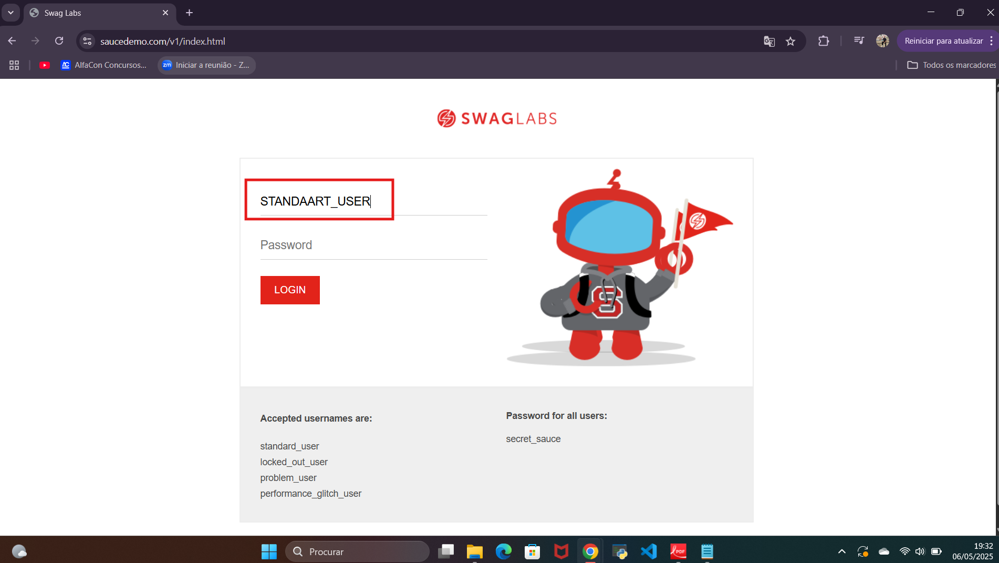 Swag Labs
saucedemo.com/v1/index.html
Reiniciar para atualizar
AlfaCon Concursos...
zm Iniciar a reunião - Z...
Todos os marcadores
SWAGLABS
STANDAART_USER
Password
LOGIN
S
Accepted usernames are:
standard_user
locked_out_user
problem_user
performance_glitch_user
Password for all users:
secret_sauce
Procurar
PDF
19:32
06/05/2025